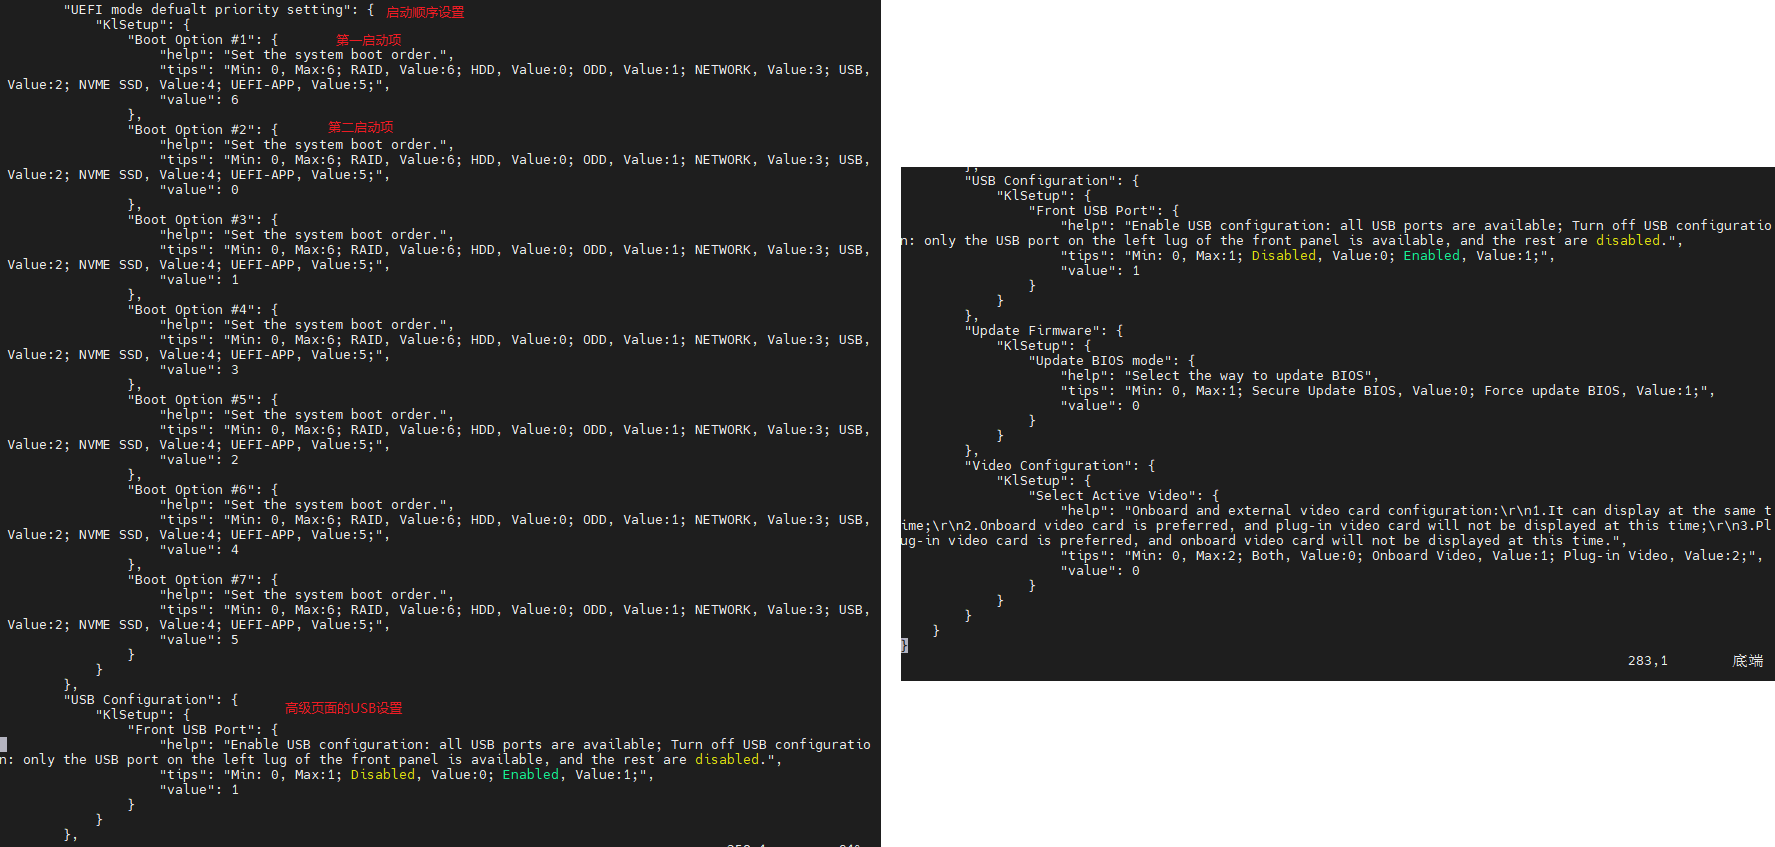 "UEFI mode defualt priority setting": { 启动顺序设置
"KlSetup": {
"Boot Option #1": { 第一启动项
"help": "Set the system boot order.",
"tips": "Min: 0, Max:6; RAID, Value:6; HDD, Value:0; ODD, Value:1; NETWORK, Value:3; USB,
Value:2; NVME SSD, Value:4; UEFI-APP, Value:5;",
"value": 6
},
"Boot Option #2": { 第二启动项
"help": "Set the system boot order.",
"tips": "Min: 0, Max:6; RAID, Value:6; HDD, Value:0; ODD, Value:1; NETWORK, Value:3; USB,
Value:2; NVME SSD, Value:4; UEFI-APP, Value:5;",
"value": 0
},
"Boot Option #3": {
"help": "Set the system boot order.",
"tips": "Min: 0, Max:6; RAID, Value:6; HDD, Value:0; ODD, Value:1; NETWORK, Value:3; USB,
Value:2; NVME SSD, Value:4; UEFI-APP, Value:5;",
"value": 1
},
"Boot Option #4": {
"help": "Set the system boot order.",
"tips": "Min: 0, Max:6; RAID, Value:6; HDD, Value:0; ODD, Value:1; NETWORK, Value:3; USB,
Value:2; NVME SSD, Value:4; UEFI-APP, Value:5;",
"value": 3
},
"Boot Option #5": {
"help": "Set the system boot order.",
"tips": "Min: 0, Max:6; RAID, Value:6; HDD, Value:0; ODD, Value:1; NETWORK, Value:3; USB,
Value:2; NVME SSD, Value:4; UEFI-APP, Value:5;",
"value": 2
},
"Boot Option #6": {
"help": "Set the system boot order.",
"tips": "Min: 0, Max:6; RAID, Value:6; HDD, Value:0; ODD, Value:1; NETWORK, Value:3; USB,
Value:2; NVME SSD, Value:4; UEFI-APP, Value:5;",
"value": 4
},
"Boot Option #7": {
"help": "Set the system boot order.",
"tips": "Min: 0, Max:6; RAID, Value:6; HDD, Value:0; ODD, Value:1; NETWORK, Value:3; USB,
Value:2; NVME SSD, Value:4; UEFI-APP, Value:5;",
"value": 5
}
}
},
"USB Configuration": {
"KlSetup": { 高级页面的USB设置
"Front USB Port": {
"help": "Enable USB configuration: all USB ports are available; Turn off USB configuratio
n: only the USB port on the left lug of the front panel is available, and the rest are disabled.",
"tips": "Min: 0, Max:1; Disabled, Value:0; Enabled, Value:1;",
"value": 1
}
}
},
"USB Configuration": {
"KlSetup": {
"Front USB Port": {
"help": "Enable USB configuration: all USB ports are available; Turn off USB configuratio
n: only the USB port on the left lug of the front panel is available, and the rest are disabled.",
"tips": "Min: 0, Max:1; Disabled, Value:0; Enabled, Value:1;",
"value": 1
}
}
},
"Update Firmware": {
"KlSetup": {
"Update BIOS mode": {
"help": "Select the way to update BIOS",
"tips": "Min: 0, Max:1; Secure Update BIOS, Value:0; Force update BIOS, Value:1;",
"value": 0
}
}
},
"Video Configuration": {
"KlSetup": {
"Select Active Video": {
"help": "Onboard and external video card configuration:\r\n1.It can display at the same t
ime;\r\n2.Onboard video card is preferred, and plug-in video card will not be displayed at this time;\r\n3.Pl
ug-in video card is preferred, and onboard video card will not be displayed at this time.",
"tips": "Min: 0, Max:2; Both, Value:0; Onboard Video, Value:1; Plug-in Video, Value:2;",
"value": 0
}
}
}
}
}
283,1 底端